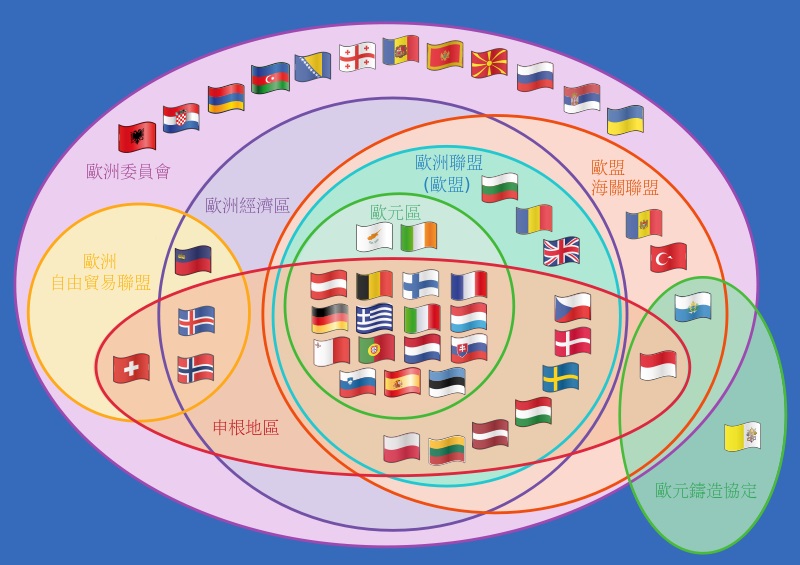 歐洲委員會
歐洲經濟區
歐洲聯盟
(歐盟)
歐盟
海關聯盟
歐元區
歐洲
自由貿易聯盟
申根地區
歐元鑄造協定